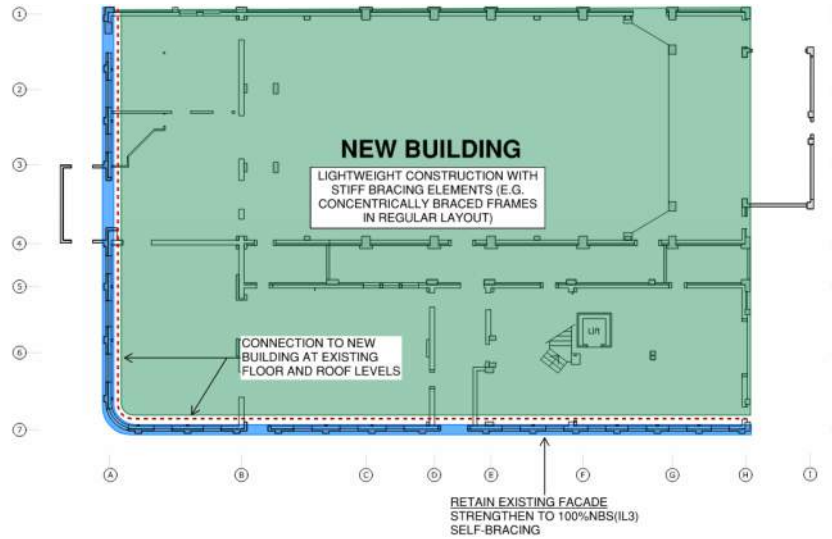 1
2
3
4
5
6
7
NEW BUILDING
LIGHTWEIGHT CONSTRUCTION WITH
STIFF BRACING ELEMENTS (E.G.
CONCENTRICALLY BRACED FRAMES
IN REGULAR LAYOUT)
Lift
CONNECTION TO NEW
BUILDING AT EXISTING
FLOOR AND ROOF LEVELS
A
B
C
D
E
F
G
H
I
RETAIN EXISTING FACADE
STRENGTHEN TO 100%NBS(IL3)
SELF-BRACING